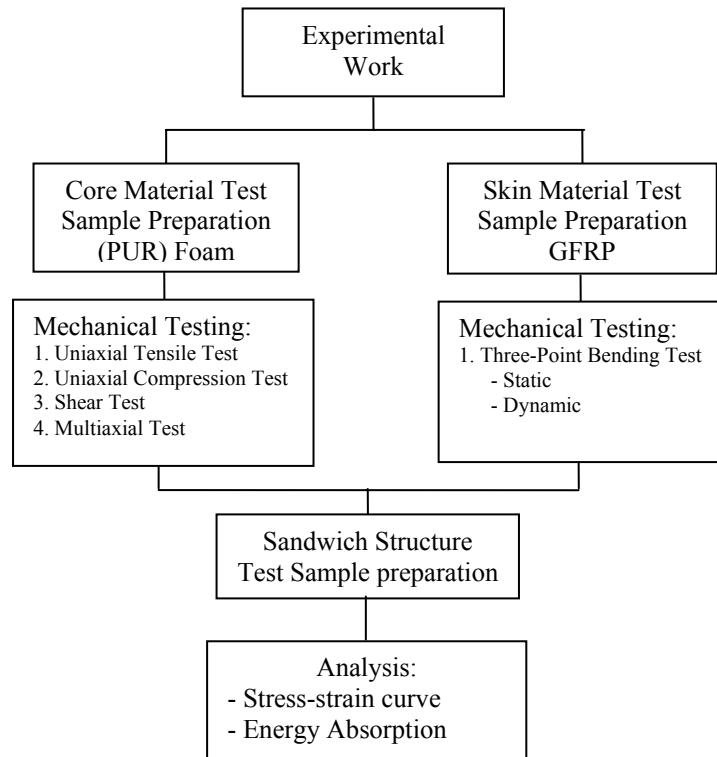 Experimental
Work
Core Material Test
Sample Preparation
(PUR) Foam
Skin Material Test
Sample Preparation
GFRP
Mechanical Testing:
1. Uniaxial Tensile Test
2. Uniaxial Compression Test
3. Shear Test
4. Multiaxial Test
Mechanical Testing:
1. Three-Point Bending Test
- Static
- Dynamic
Sandwich Structure
Test Sample preparation
Analysis:
- Stress-strain curve
- Energy Absorption